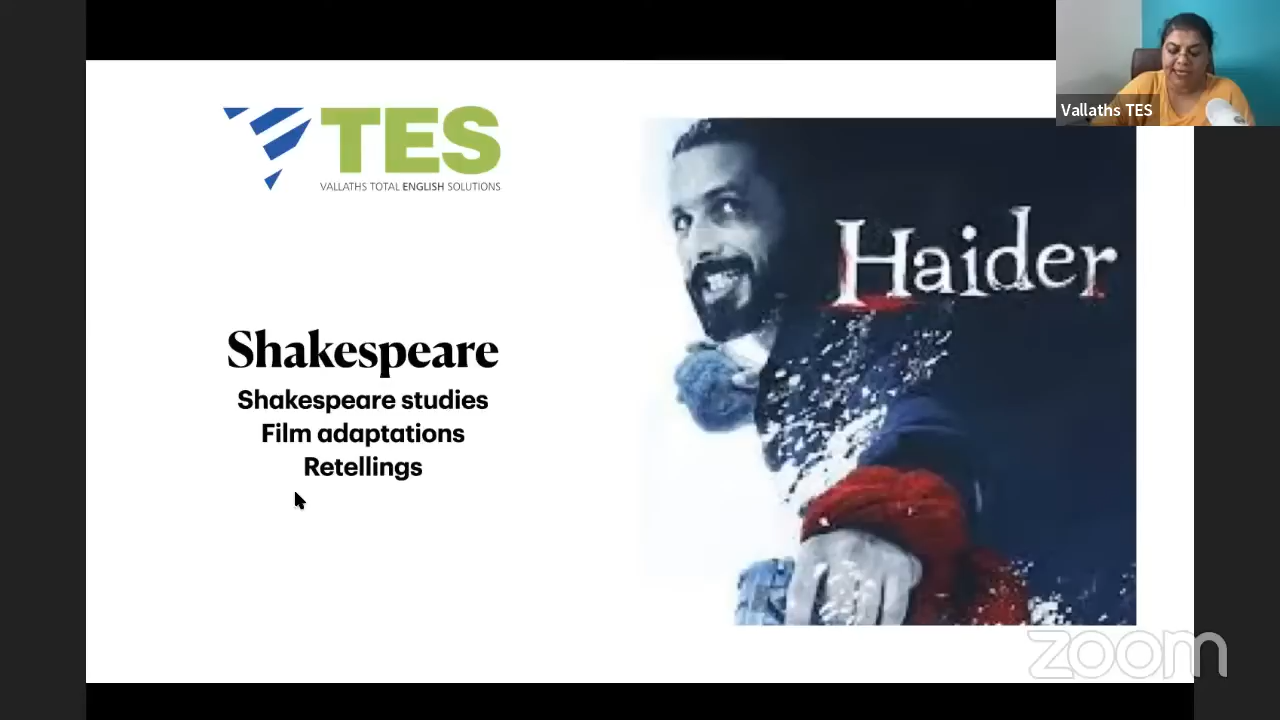 TES
VALLATHS TOTAL ENGLISH SOLUTIONS
Shakespeare
Shakespeare studies
Film adaptations
Retellings
Haider
Vallaths TES
zoom